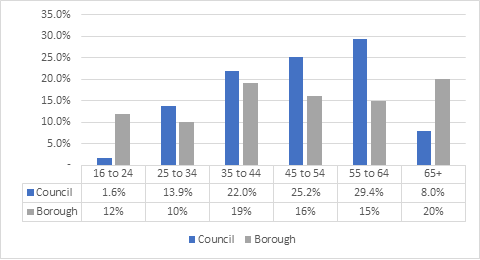 35.0%
30.0%
25.0%
20.0%
15.0%
10.0%
5.0%
-
16 to 24 25 to 34 35 to 44 45 to 54 55 to 64 65+
Council 1.6% 13.9% 22.0% 25.2% 29.4% 8.0%
Borough 12% 10% 19% 16% 15% 20%
Council Borough